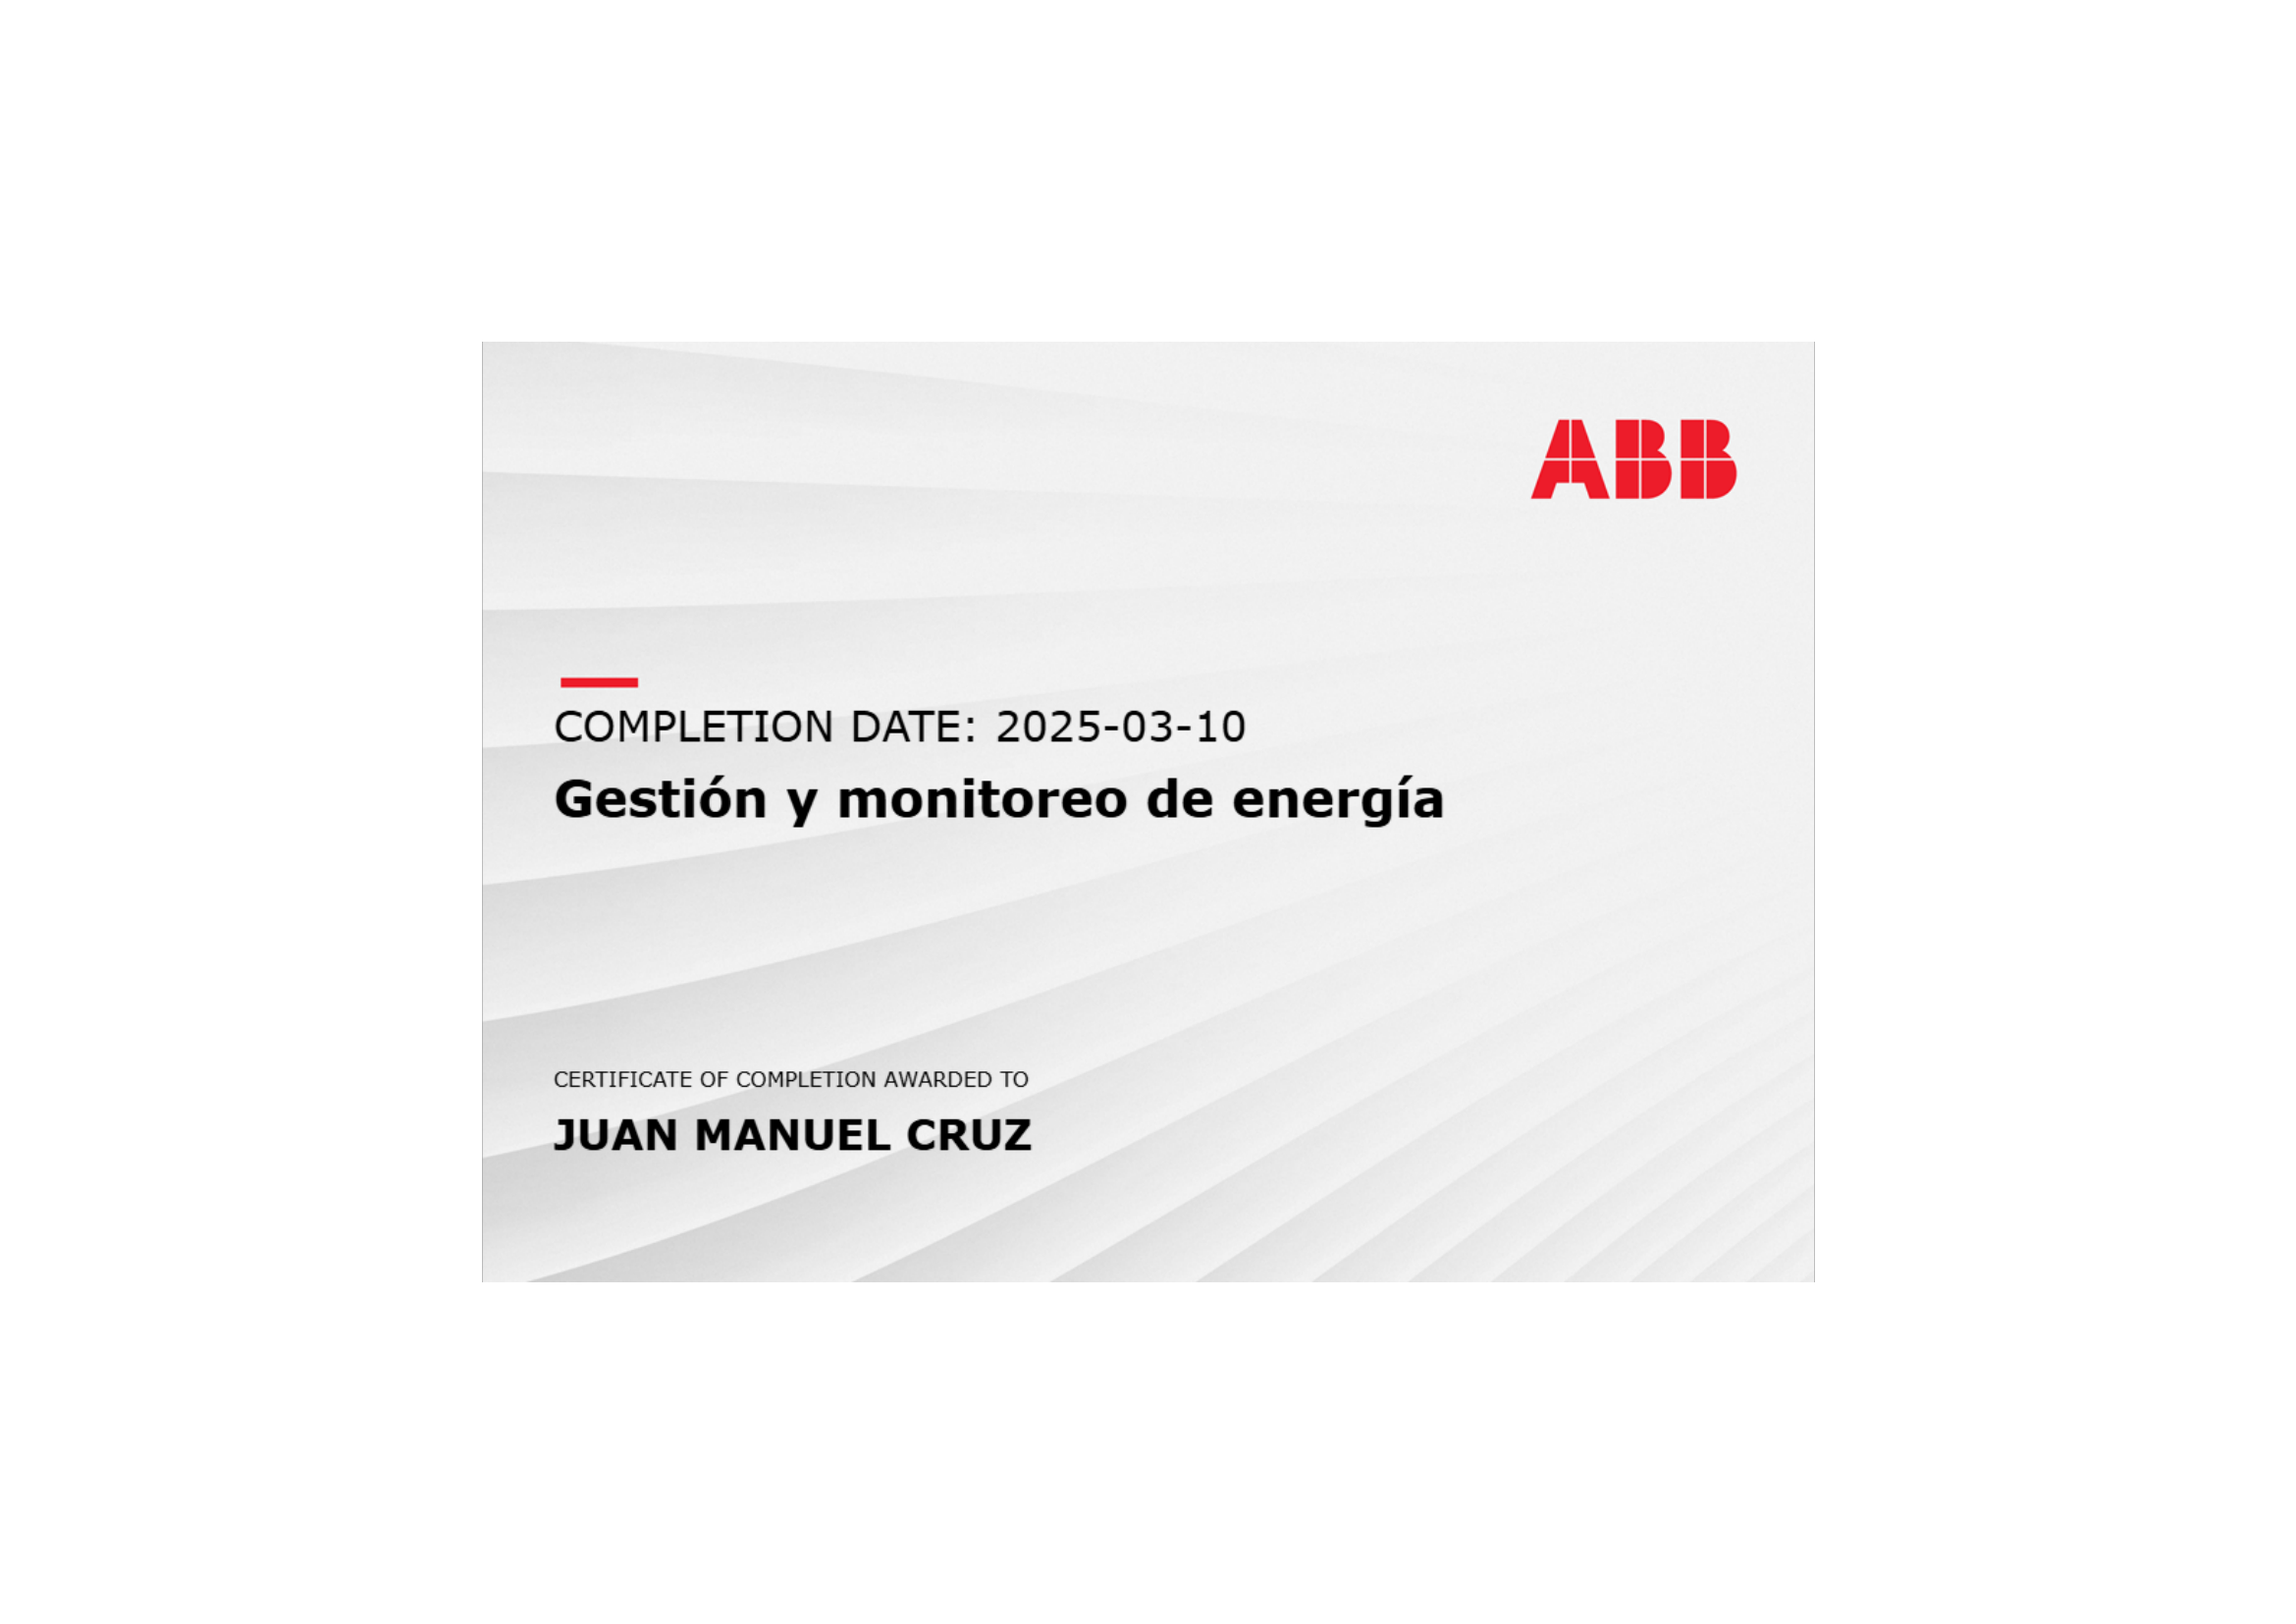 ABB
COMPLETION DATE: 2025-03-10
Gestión y monitoreo de energía
CERTIFICATE OF COMPLETION AWARDED TO
JUAN MANUEL CRUZ